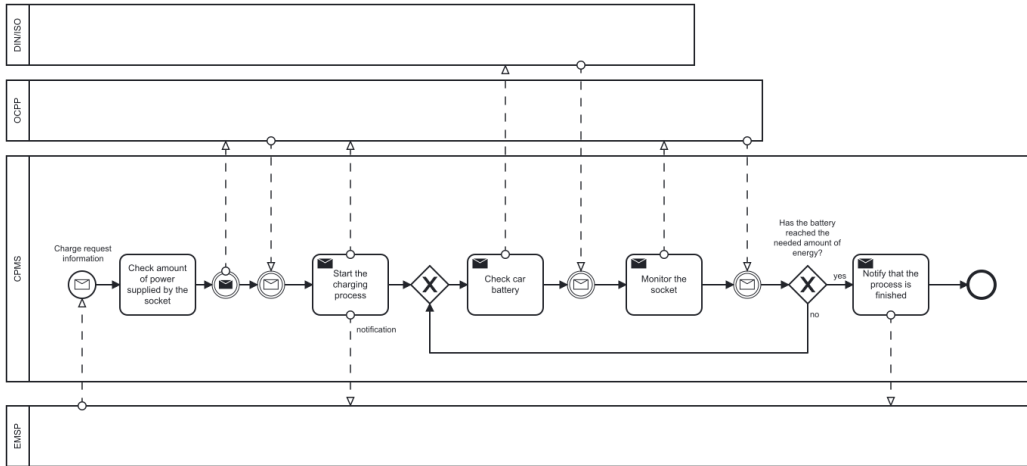 DIN/ISO
OCPP
CPMS
Charge request
information
Check amount
of power
supplied by the
socket
Start the
charging
process
notification
Check car
battery
Monitor the
socket
Has the battery
reached the
needed amount of
energy?
yes
no
Notify that the
process is
finished
EMSP